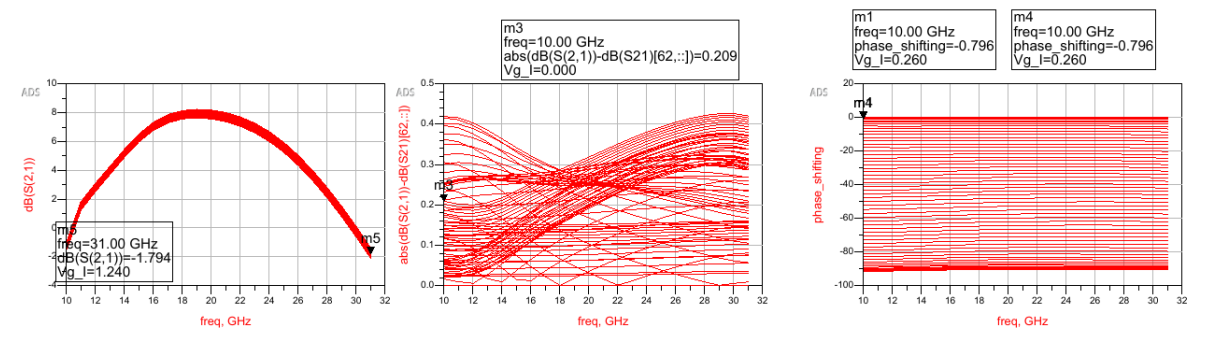 m3
freq=10.00 GHz
abs(dB(S(2,1))-dB(S21)[62,::])=0.209
Vg_I=0.000
m1
freq=10.00 GHz
phase_shifting=-0.796
Vg_I=0.260
m4
freq=10.00 GHz
phase_shifting=-0.796
Vg_I=0.260
ADS
10
8
6
4
2
0
-2
-4
dB(S(2,1))
m5
freq=31.00 GHz
dB(S(2,1))=-1.794
Vg_I=1.240
m5
10 12 14 16 18 20 22 24 26 28 30 32
freq, GHz
ADS
0.5
0.4
0.3
0.2
0.1
0.0
abs(dB(S(2,1))-dB(S21)[62,::])
m3
10 12 14 16 18 20 22 24 26 28 30 32
freq, GHz
ADS
20
0
-20
-40
-60
-80
-100
phase_shifting
m4
10 12 14 16 18 20 22 24 26 28 30 32
freq, GHz